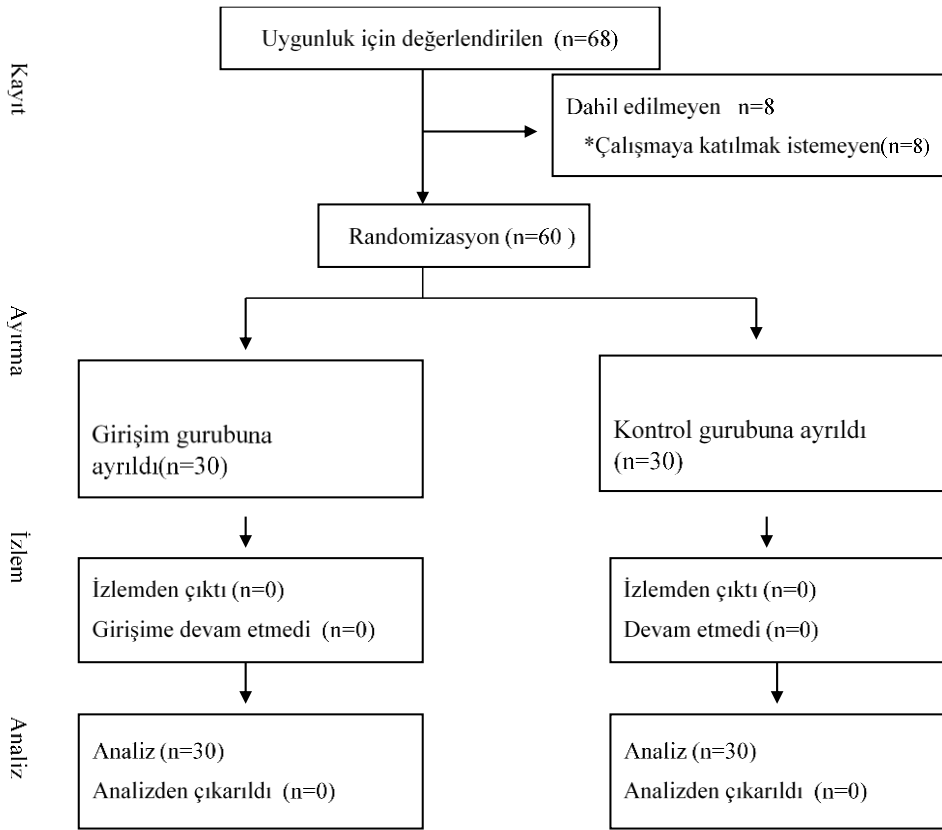 Kayıt
Uygunluk için değerlendirilen (n=68)
Dahil edilmeyen n=8
*Çalışmaya katılmak istemeyen(n=8)
Randomizasyon (n=60 )
Ayırma
Girişim gurubuna
ayrıldı(n=30)
Kontrol gurubuna ayrıldı
(n=30)
İzlem
İzlemden çıktı (n=0)
Girişime devam etmedi (n=0)
İzlemden çıktı (n=0)
Devam etmedi (n=0)
Analiz
Analiz (n=30)
Analizden çıkarıldı (n=0)
Analiz (n=30)
Analizden çıkarıldı (n=0)